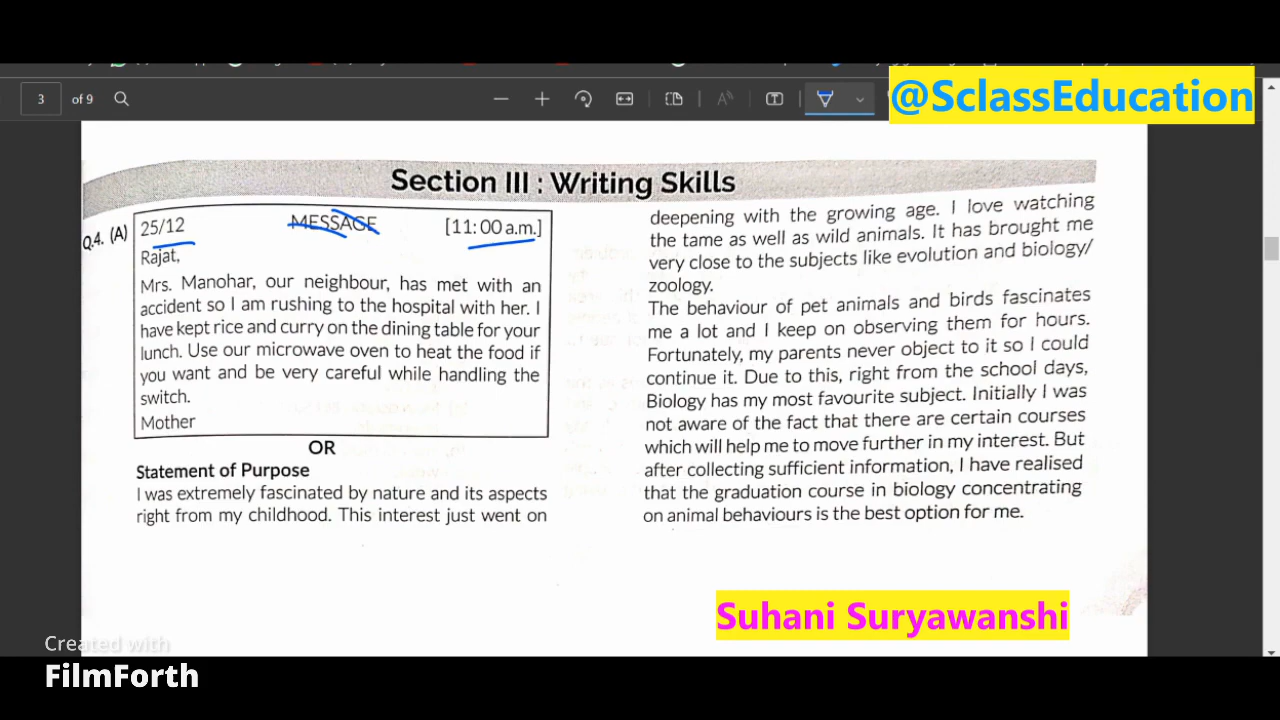 3 of 9
@SclassEducation
Section III : Writing Skills
Q.4. (A)
25/12 MESSAGE [11: 00 a.m.]
Rajat,
Mrs. Manohar, our neighbour, has met with an
accident so I am rushing to the hospital with her. I
have kept rice and curry on the dining table for your
lunch. Use our microwave oven to heat the food if
you want and be very careful while handling the
switch.
Mother
OR
Statement of Purpose
I was extremely fascinated by nature and its aspects
right from my childhood. This interest just went on
deepening with the growing age. I love watching
the tame as well as wild animals. It has brought me
very close to the subjects like evolution and biology/
zoology.
The behaviour of pet animals and birds fascinates
me a lot and I keep on observing them for hours.
Fortunately, my parents never object to it so I could
continue it. Due to this, right from the school days,
Biology has my most favourite subject. Initially I was
not aware of the fact that there are certain courses
which will help me to move further in my interest. But
after collecting sufficient information, I have realised
that the graduation course in biology concentrating
on animal behaviours is the best option for me.
Suhani Suryawanshi
Created with
FilmForth